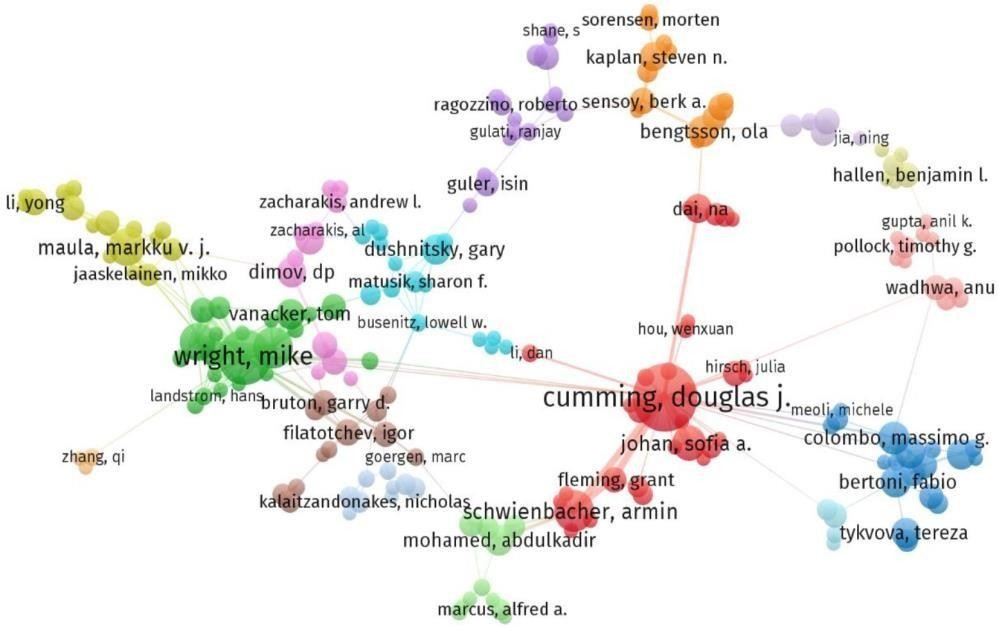 sorensen, morten
shane, s
kaplan, steven n.
ragozzino, roberto
sensoy, berk a.
gulati, ranjay
bengtsson, ola
jia, ning
hallen, benjamin l.
guler, isin
li, yong
zacharakis, andrew l.
dai, na
gupta, anil k.
zacharakis, al
maula, markku v. j.
dushnitsky, gary
pollock, timothy g.
jaaskelainen, mikko
dimov, dp
matusik, sharon f.
wadhwa, anu
vanacker, tom
busenitz, lowell w.
hou, wenxuan
wright, mike
li, dan
hirsch, julia
landstrom, hans
bruton, garry d.
cumming, douglas j.
meoli, michele
filatotchev, igor
johan, sofia a.
colombo, massimo g.
zhang, qi
goergen, marc
fleming, grant
bertoni, fabio
kalaitzandonakes, nicholas
schwienbacher, armin
mohamed, abdulkadir
tykvova, tereza
marcus, alfred a.